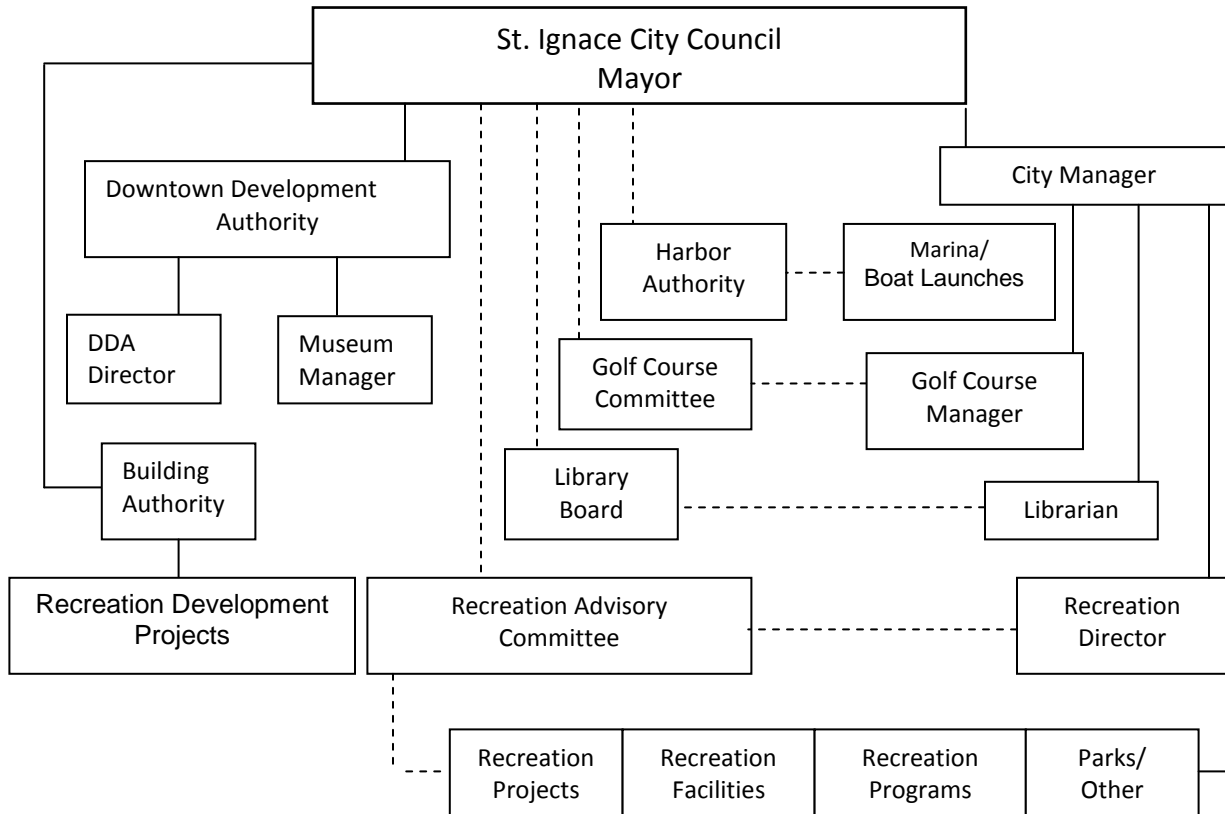 St. Ignace City Council
Mayor
Downtown Development
Authority
City Manager
Harbor
Authority
Marina/
Boat Launches
DDA
Director
Museum
Manager
Golf Course
Committee
Golf Course
Manager
Building
Authority
Library
Board
Librarian
Recreation Development
Projects
Recreation Advisory
Committee
Recreation
Director
Recreation
Projects
Recreation
Facilities
Recreation
Programs
Parks/
Other